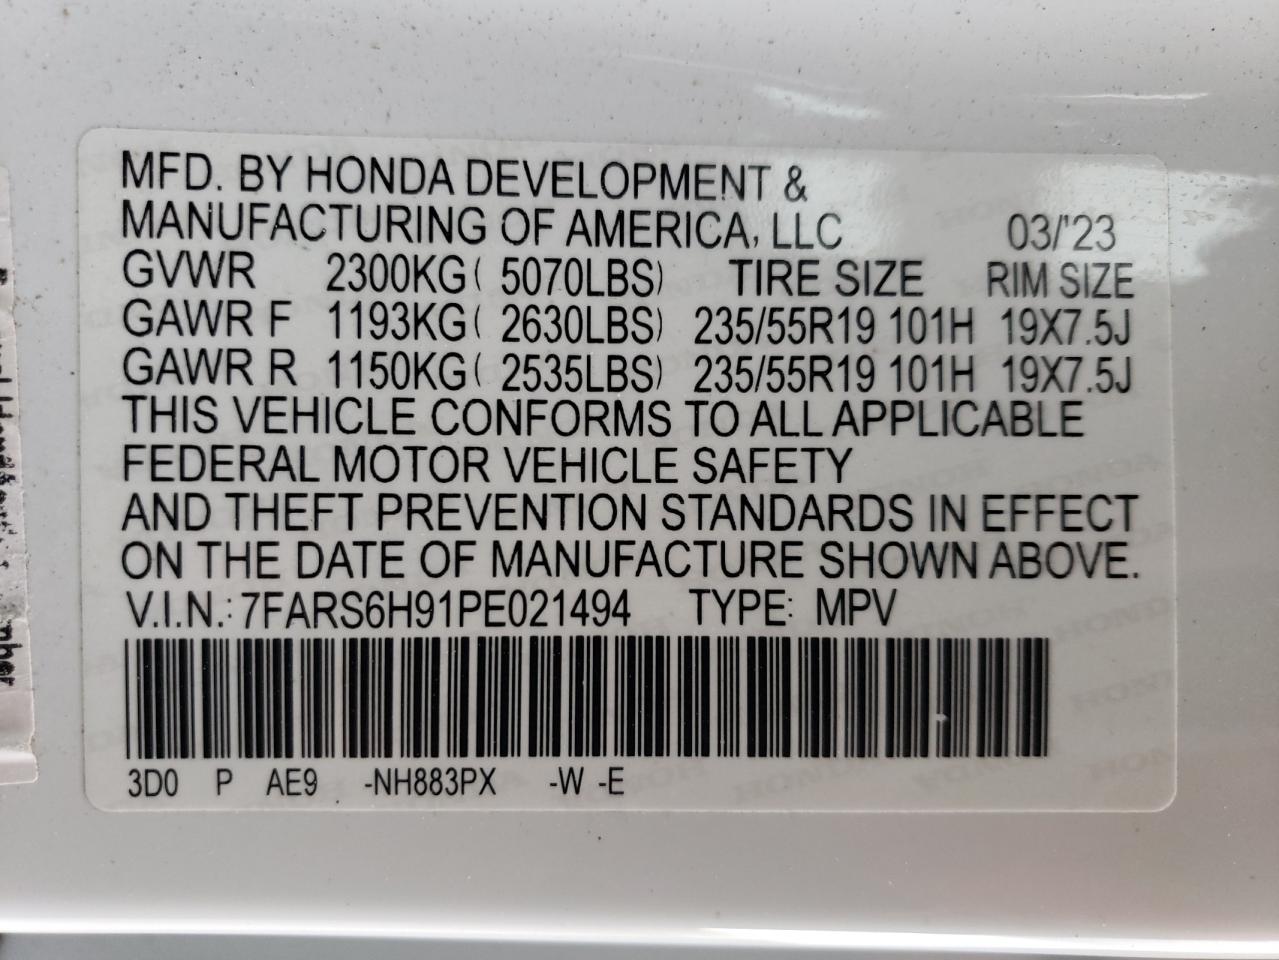 MFD. BY HONDA DEVELOPMENT &
MANUFACTURING OF AMERICA, LLC 03/'23
GVWR 2300KG( 5070LBS) TIRE SIZE RIM SIZE
GAWR F 1193KG( 2630LBS) 235/55R19 101H 19X7.5J
GAWR R 1150KG( 2535LBS) 235/55R19 101H 19X7.5J
THIS VEHICLE CONFORMS TO ALL APPLICABLE
FEDERAL MOTOR VEHICLE SAFETY
AND THEFT PREVENTION STANDARDS IN EFFECT
ON THE DATE OF MANUFACTURE SHOWN ABOVE.
V.I.N.: 7FARS6H91PE021494 TYPE: MPV
3D0 P AE9 -NH883PX -W -E